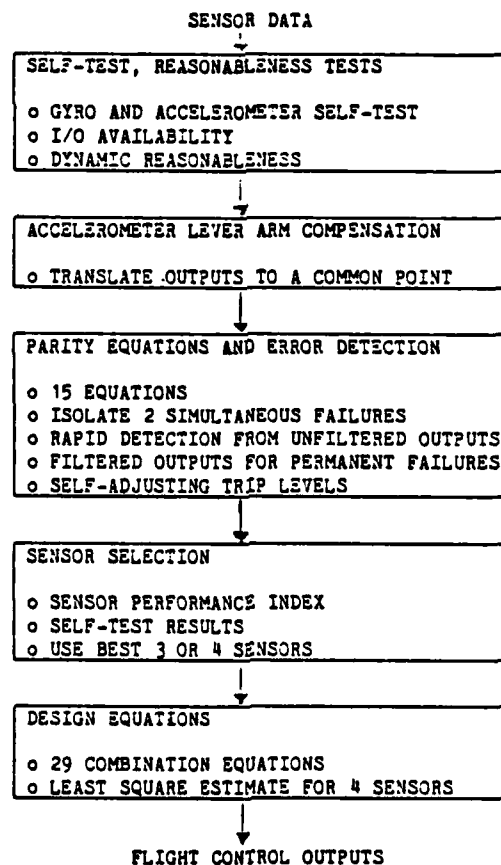 SENSOR DATA
SELF-TEST, REASONABLENESS TESTS
o GYRO AND ACCELEROMETER SELF-TEST
o I/O AVAILABILITY
o DYNAMIC REASONABLENESS
ACCELEROMETER LEVER ARM COMPENSATION
o TRANSLATE OUTPUTS TO A COMMON POINT
PARITY EQUATIONS AND ERROR DETECTION
o 15 EQUATIONS
o ISOLATE 2 SIMULTANEOUS FAILURES
o RAPID DETECTION FROM UNFILTERED OUTPUTS
o FILTERED OUTPUTS FOR PERMANENT FAILURES
o SELF-ADJUSTING TRIP LEVELS
SENSOR SELECTION
o SENSOR PERFORMANCE INDEX
o SELF-TEST RESULTS
o USE BEST 3 OR 4 SENSORS
DESIGN EQUATIONS
o 29 COMBINATION EQUATIONS
o LEAST SQUARE ESTIMATE FOR 4 SENSORS
FLIGHT CONTROL OUTPUTS